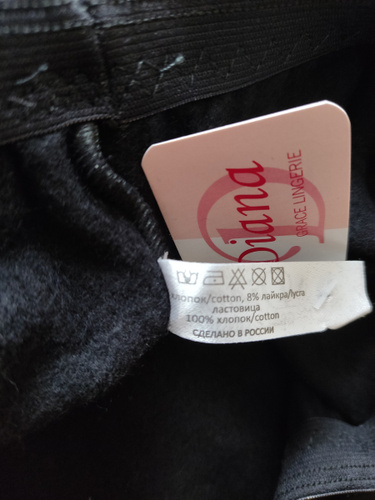 Diana
GRACE LINGERIE
хлопок/cotton, 8% лайкра/lycra
ластовица
100% хлопок/cotton
СДЕЛАНО В РОССИИ